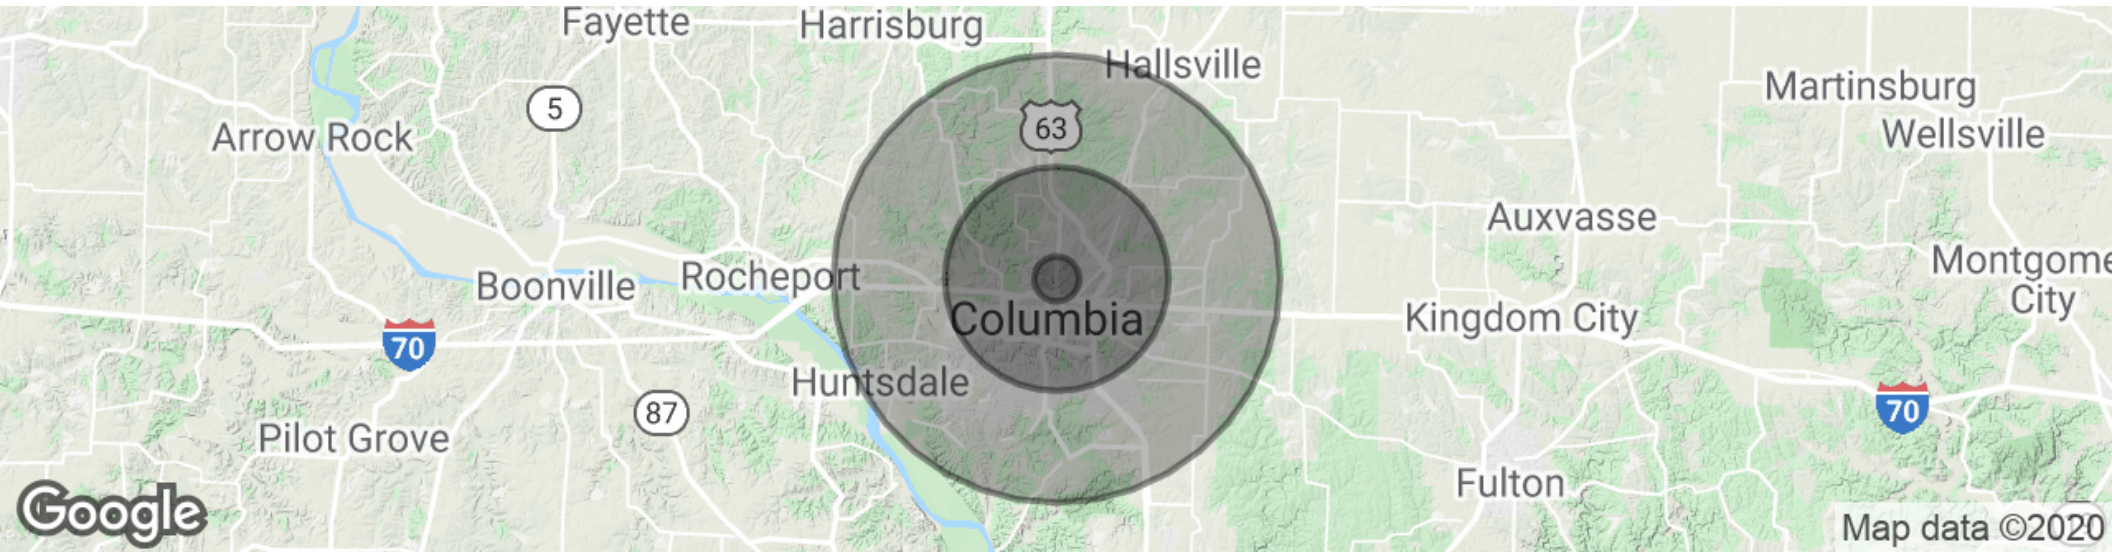 Fayette
Harrisburg
Hallsville
Martinsburg
5
63
Arrow Rock
Wellsville
Auxvasse
Boonville
Rocheport
Montgome
City
Columbia
Kingdom City
70
Huntsdale
87
70
Pilot Grove
Fulton
Google
Map data ©2020